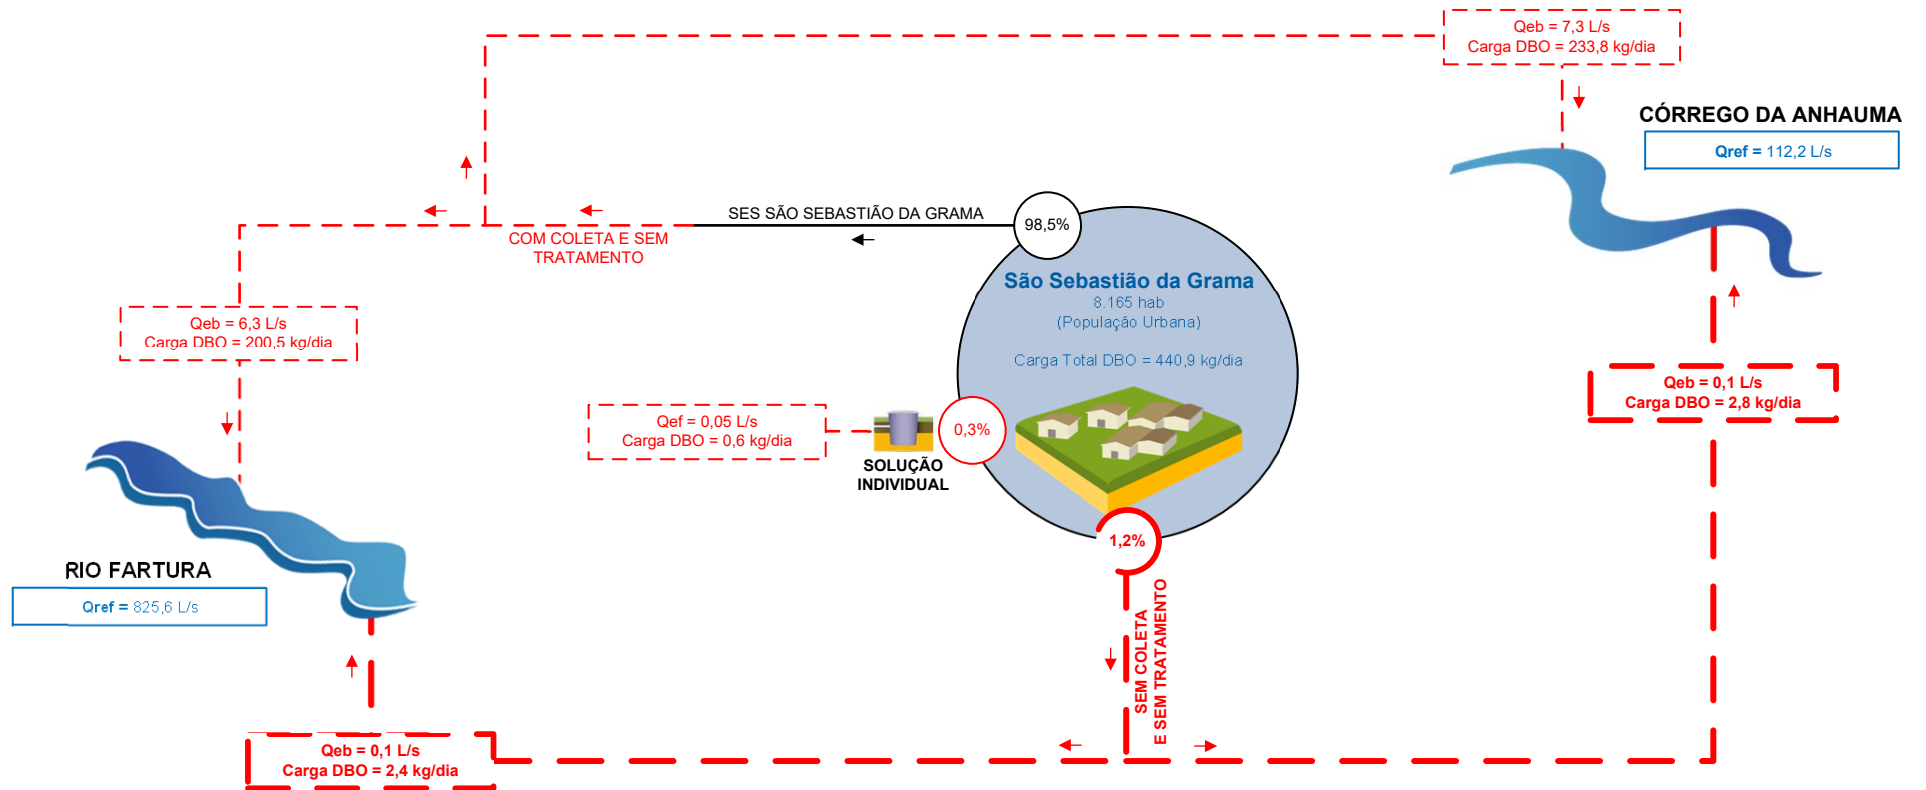 Qeb = 7,3 L/s
Carga DBO = 233,8 kg/dia
CÓRREGO DA ANHAUMA
Qref = 112,2 L/s
SES SÃO SEBASTIÃO DA GRAMA
98,5%
COM COLETA E SEM
TRATAMENTO
São Sebastião da Grama
8.165 hab
(População Urbana)
Carga Total DBO = 440,9 kg/dia
Qeb = 6,3 L/s
Carga DBO = 200,5 kg/dia
Qeb = 0,1 L/s
Carga DBO = 2,8 kg/dia
Qef = 0,05 L/s
Carga DBO = 0,6 kg/dia
0,3%
SOLUÇÃO
INDIVIDUAL
1,2%
RIO FARTURA
Qref = 825,6 L/s
SEM COLETA
E SEM TRATAMENTO
Qeb = 0,1 L/s
Carga DBO = 2,4 kg/dia